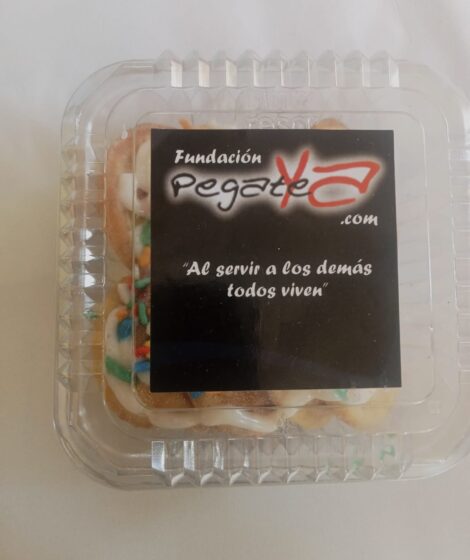 Fundación
PegateYa
.com
"Al servir a los demás
todos viven"